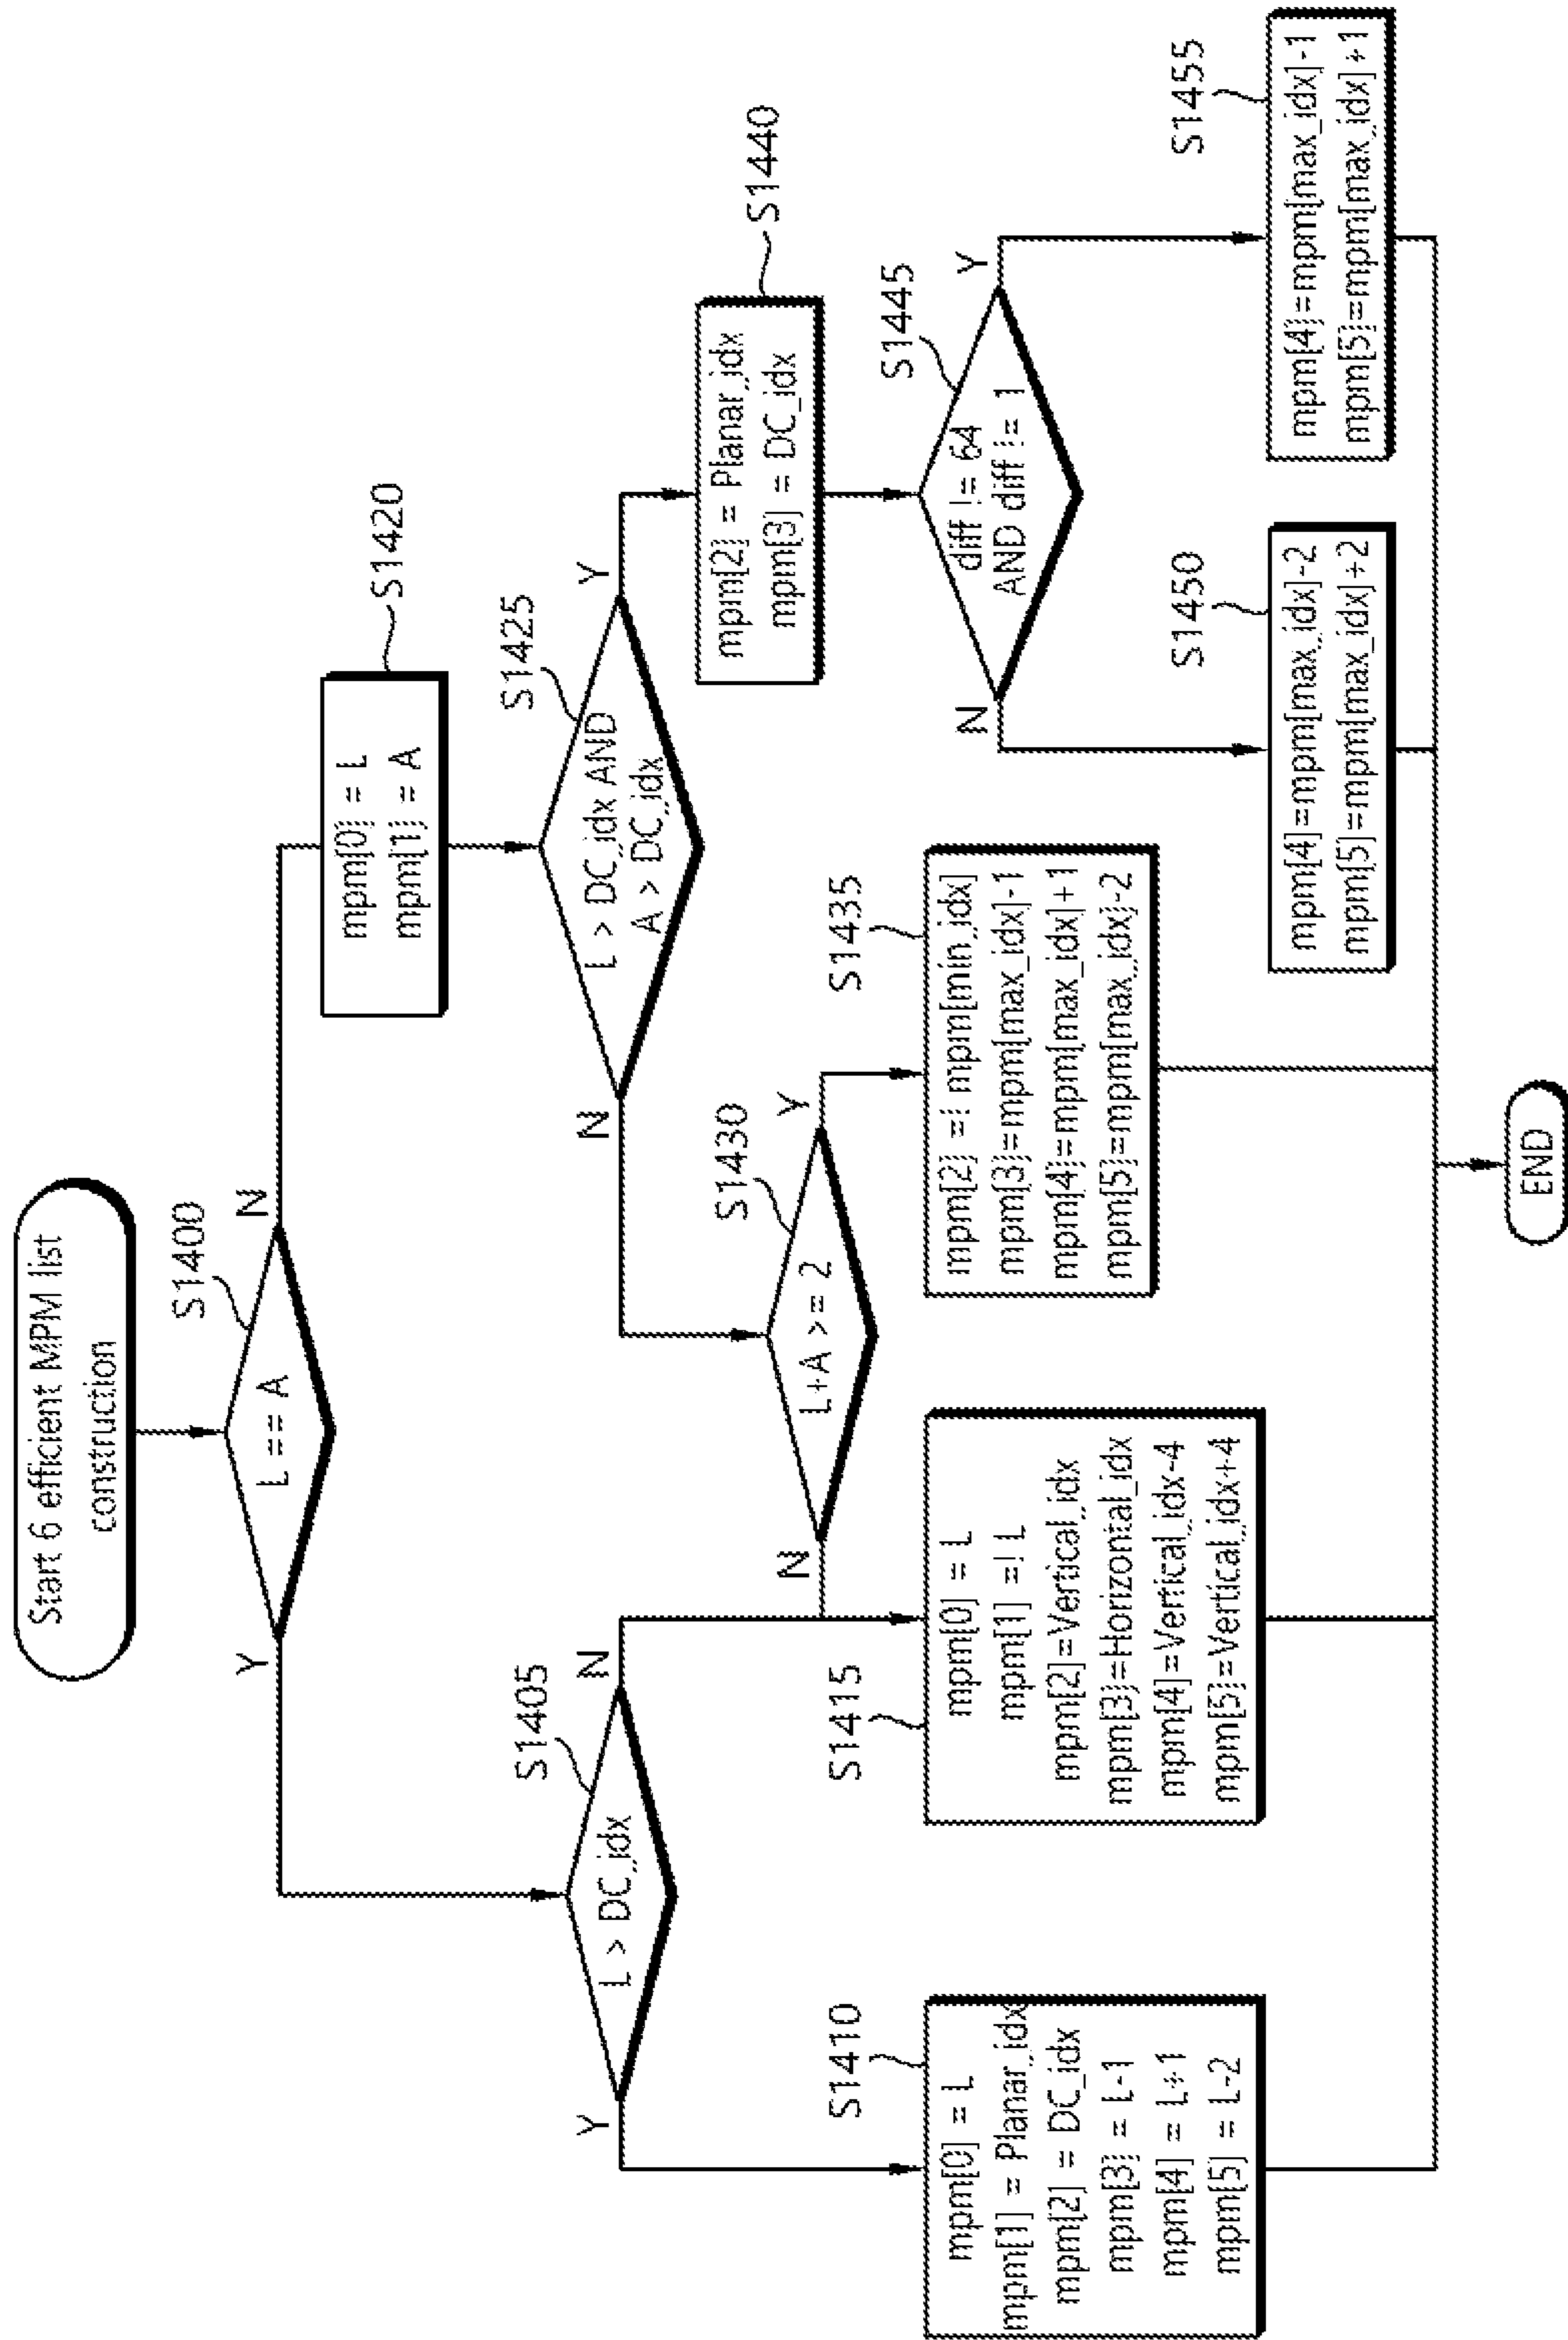 Start 6 efficient MPM list
construction
S1400
L == A
Y
N
S1405
L > DC_idx
Y
N
S1410
mpm[0] = L
mpm[1] = Planar_idx
mpm[2] = DC_idx
mpm[3] = L-1
mpm[4] = L+1
mpm[5] = L-2
S1415
mpm[0] = L
mpm[1] =! L
mpm[2]=Vertical_idx
mpm[3]=Horizontal_idx
mpm[4]=Vertical_idx-4
mpm[5]=Vertical_idx+4
S1420
mpm[0] = L
mpm[1] = A
S1425
L > DC_idx AND
A > DC_idx
N
Y
S1430
L+A >= 2
N
Y
S1435
mpm[2] =! mpm[min_idx]
mpm[3]=mpm[max_idx]-1
mpm[4]=mpm[max_idx]+1
mpm[5]=mpm[max_idx]-2
S1440
mpm[2] = Planar_idx
mpm[3] = DC_idx
S1445
diff != 64
AND diff != 1
N
Y
S1450
mpm[4]=mpm[max_idx]-2
mpm[5]=mpm[max_idx]+2
S1455
mpm[4]=mpm[max_idx]-1
mpm[5]=mpm[max_idx]+1
END